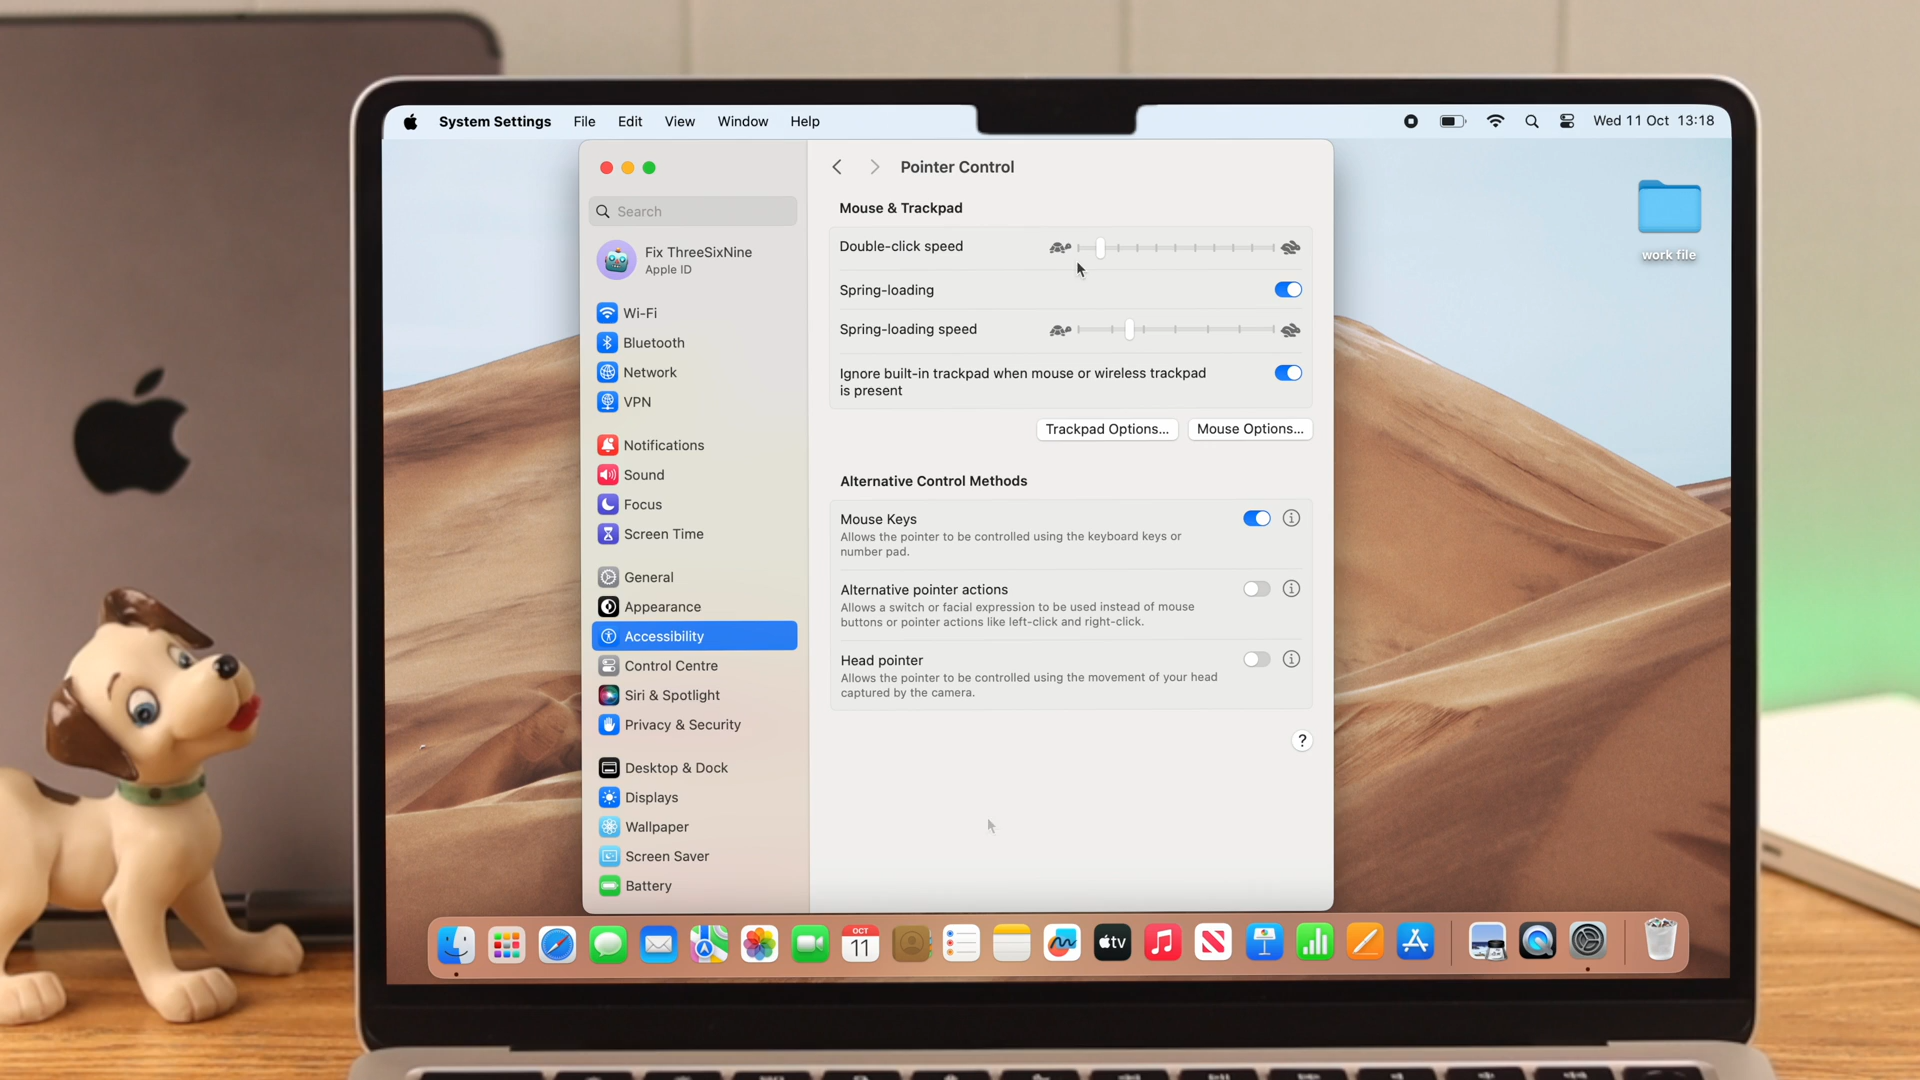 System Settings File Edit View Window Help
Wed 11 Oct 13:18
Search
Fix ThreeSixNine
Apple ID
Wi-Fi
Bluetooth
Network
VPN
Notifications
Sound
Focus
Screen Time
General
Appearance
Accessibility
Control Centre
Siri & Spotlight
Privacy & Security
Desktop & Dock
Displays
Wallpaper
Screen Saver
Battery
Pointer Control
Mouse & Trackpad
Double-click speed
Spring-loading
Spring-loading speed
Ignore built-in trackpad when mouse or wireless trackpad
is present
Trackpad Options... Mouse Options...
Alternative Control Methods
Mouse Keys
Allows the pointer to be controlled using the keyboard keys or
number pad.
Alternative pointer actions
Allows a switch or facial expression to be used instead of mouse
buttons or pointer actions like left-click and right-click.
Head pointer
Allows the pointer to be controlled using the movement of your head
captured by the camera.
?
work file
OCT
11
tv